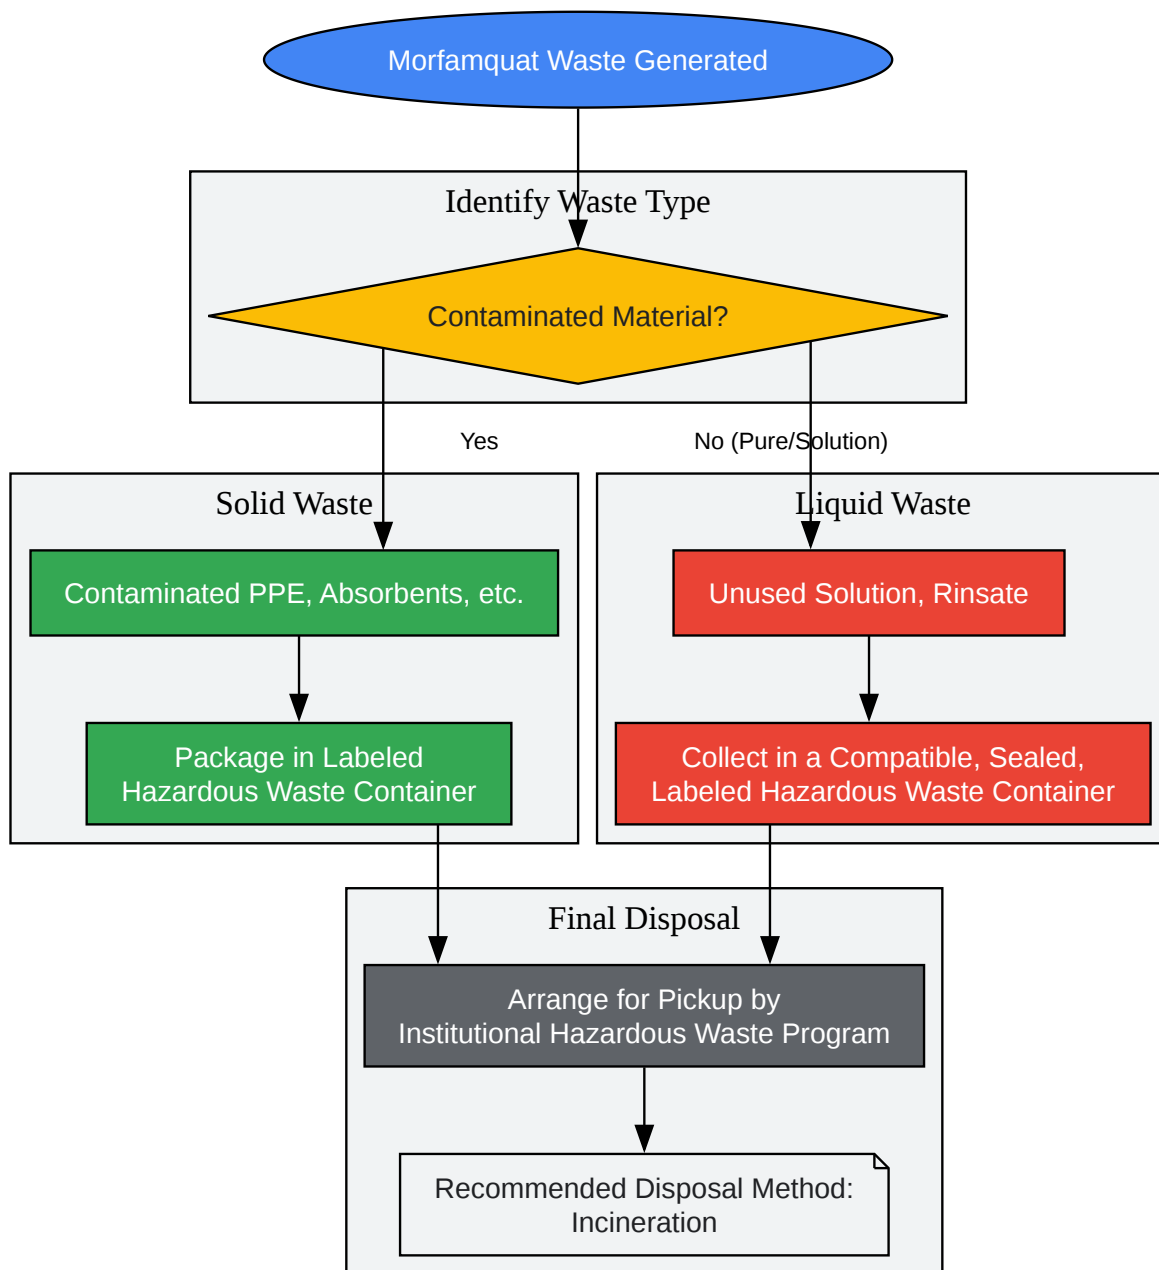 Morfamquat Waste Generated
Identify Waste Type
Contaminated Material?
Yes
No (Pure/Solution)
Solid Waste
Liquid Waste
Contaminated PPE, Absorbents, etc.
Unused Solution, Rinsate
Package in Labeled
Hazardous Waste Container
Collect in a Compatible, Sealed,
Labeled Hazardous Waste Container
Final Disposal
Arrange for Pickup by
Institutional Hazardous Waste Program
Recommended Disposal Method:
Incineration